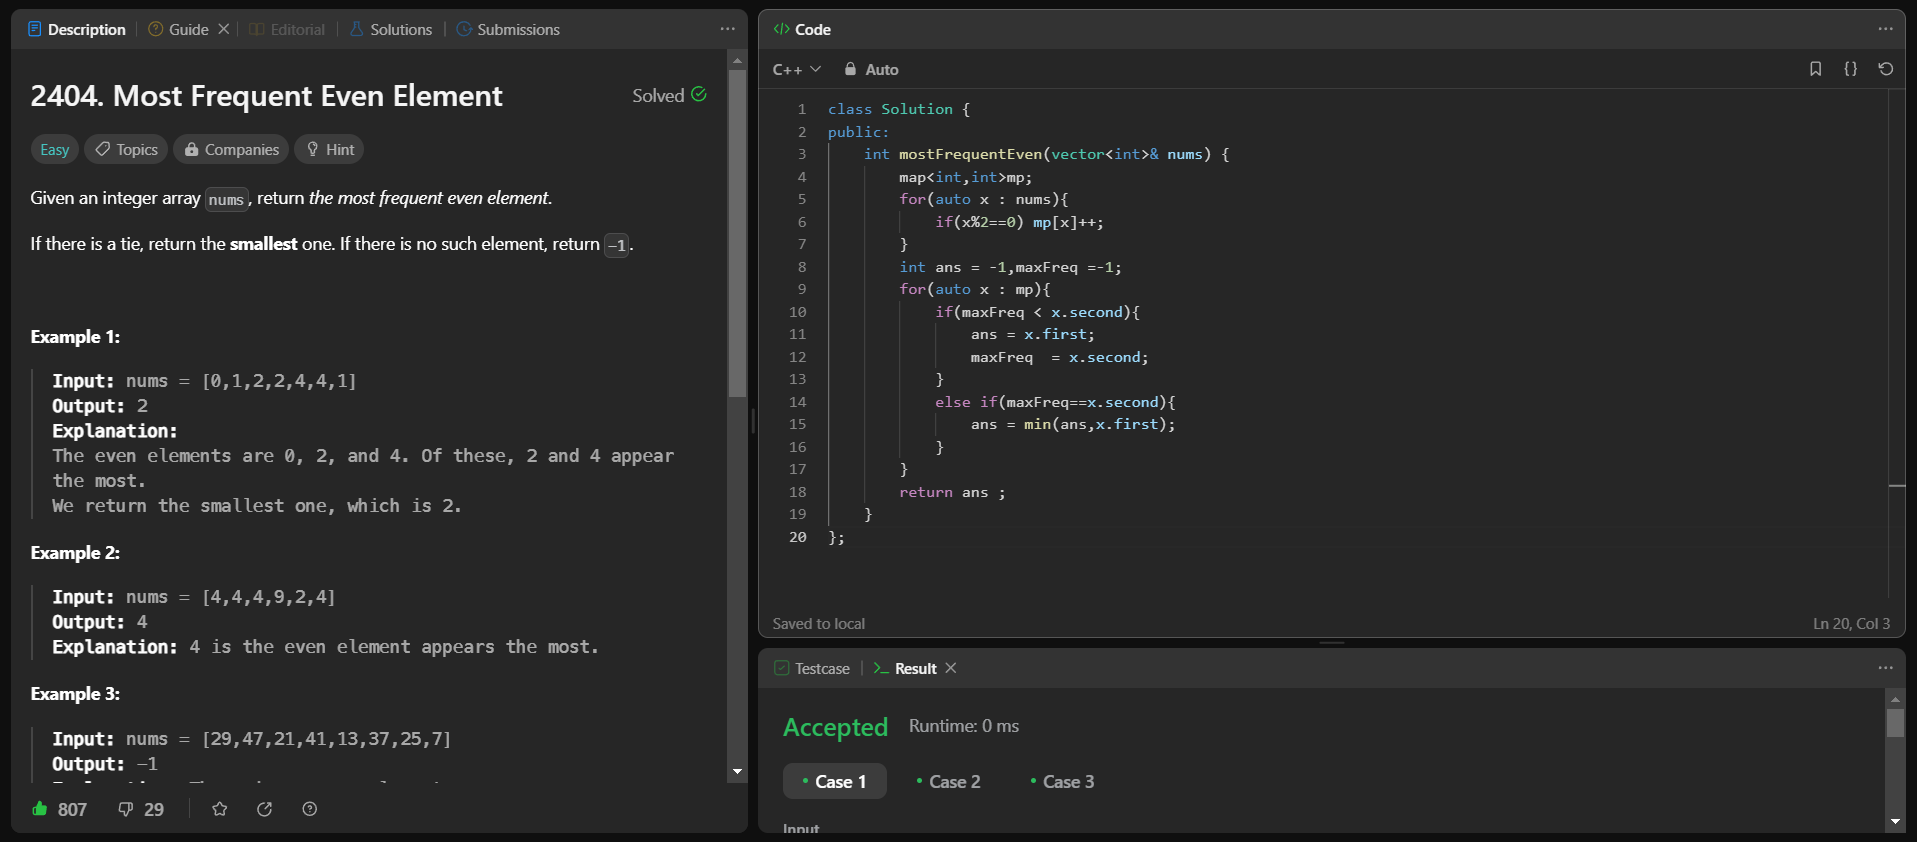 Description
Guide
Editorial
Solutions
Submissions
2404. Most Frequent Even Element
Solved
Easy
Topics
Companies
Hint
Given an integer array nums, return the most frequent even element.
If there is a tie, return the smallest one. If there is no such element, return -1.
Example 1:
Input: nums = [0,1,2,2,4,4,1]
Output: 2
Explanation:
The even elements are 0, 2, and 4. Of these, 2 and 4 appear
the most.
We return the smallest one, which is 2.
Example 2:
Input: nums = [4,4,4,9,2,4]
Output: 4
Explanation: 4 is the even element appears the most.
Example 3:
Input: nums = [29,47,21,41,13,37,25,7]
Output: -1
807
29
</> Code
C++
Auto
1 class Solution {
2 public:
3 int mostFrequentEven(vector<int>& nums) {
4 map<int,int>mp;
5 for(auto x : nums){
6 if(x%2==0) mp[x]++;
7 }
8 int ans = -1,maxFreq =-1;
9 for(auto x : mp){
10 if(maxFreq < x.second){
11 ans = x.first;
12 maxFreq  = x.second;
13 }
14 else if(maxFreq==x.second){
15 ans = min(ans,x.first);
16 }
17 }
18 return ans ;
19 }
20 };
Saved to local
Ln 20, Col 3
Testcase
Result
Accepted
Runtime: 0 ms
Case 1
Case 2
Case 3
Input